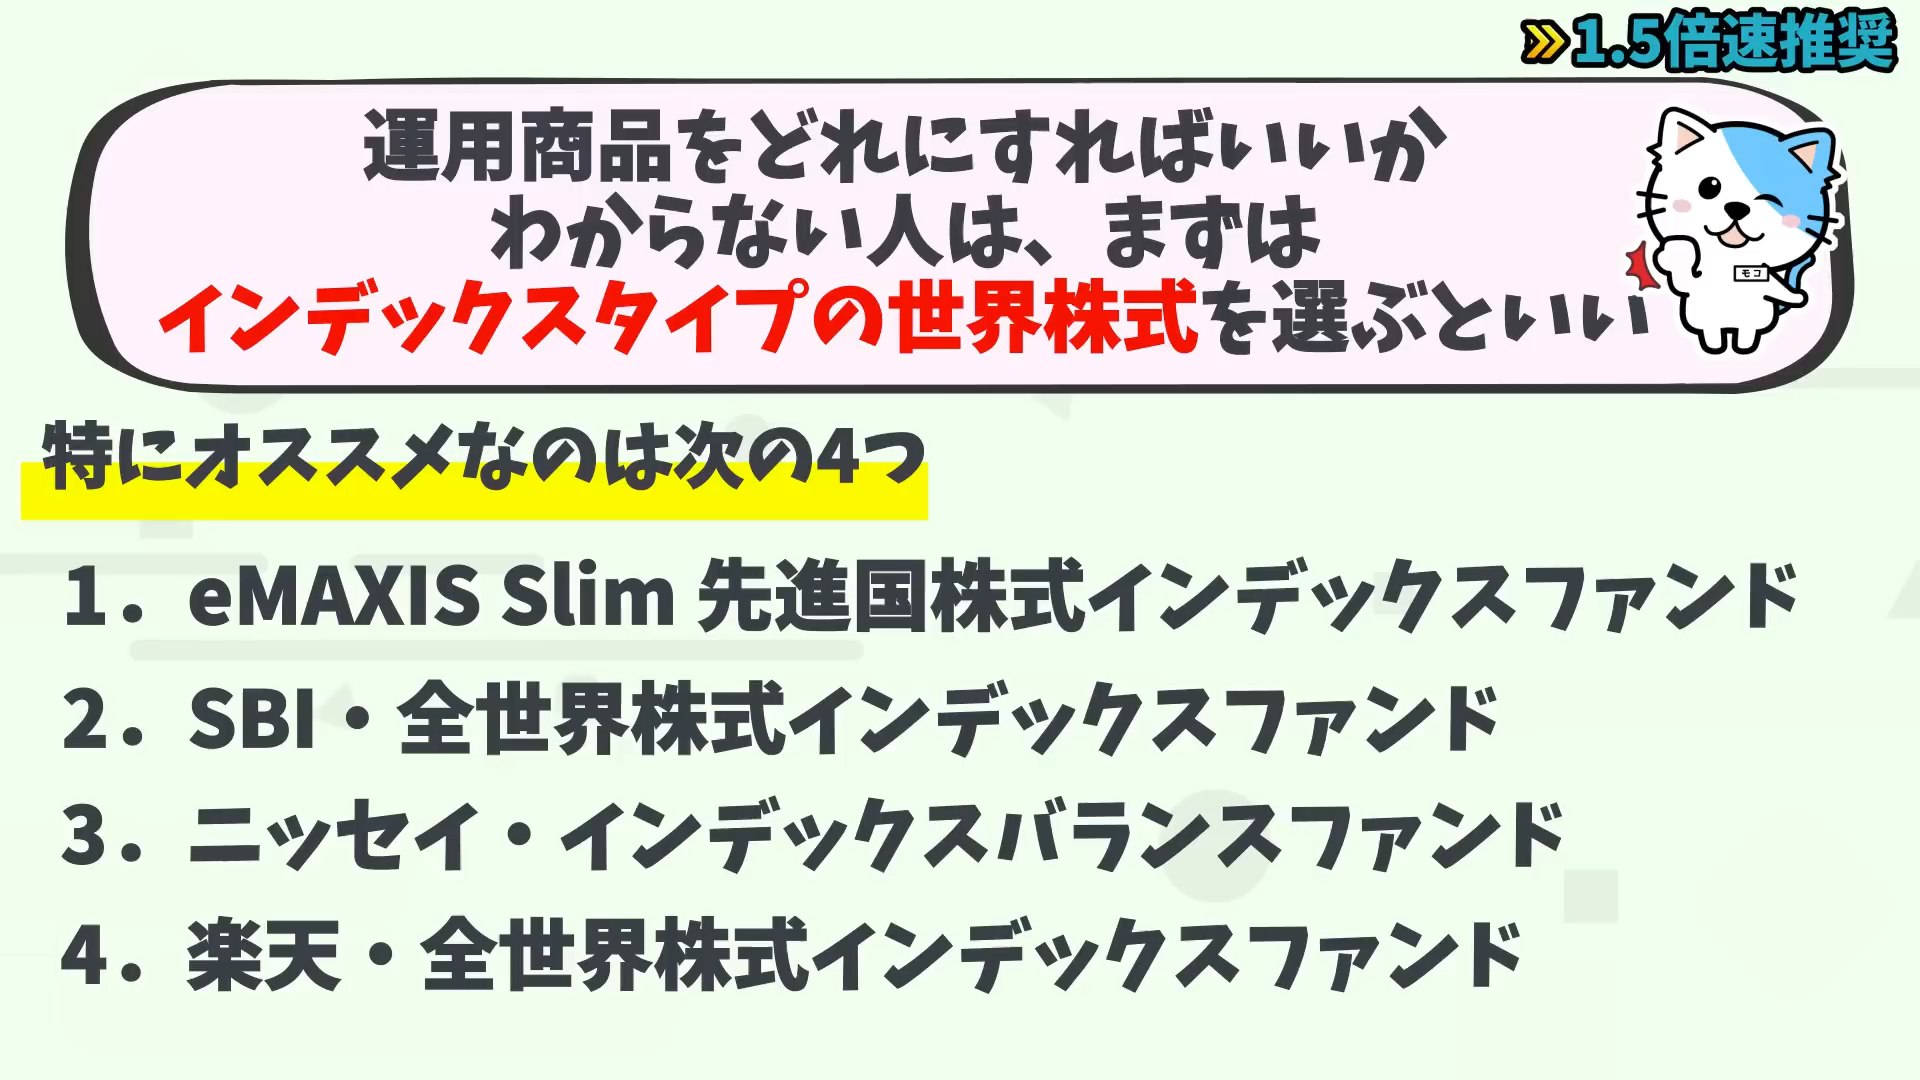 1.5倍速推奨
運用商品をどれにすればいいか
わからない人は、まずは
インデックスタイプの世界株式を選ぶといい
モコ
特にオススメなのは次の4つ
1．eMAXIS Slim 先進国株式インデックスファンド
2．SBI・全世界株式インデックスファンド
3．ニッセイ・インデックスバランスファンド
4．楽天・全世界株式インデックスファンド